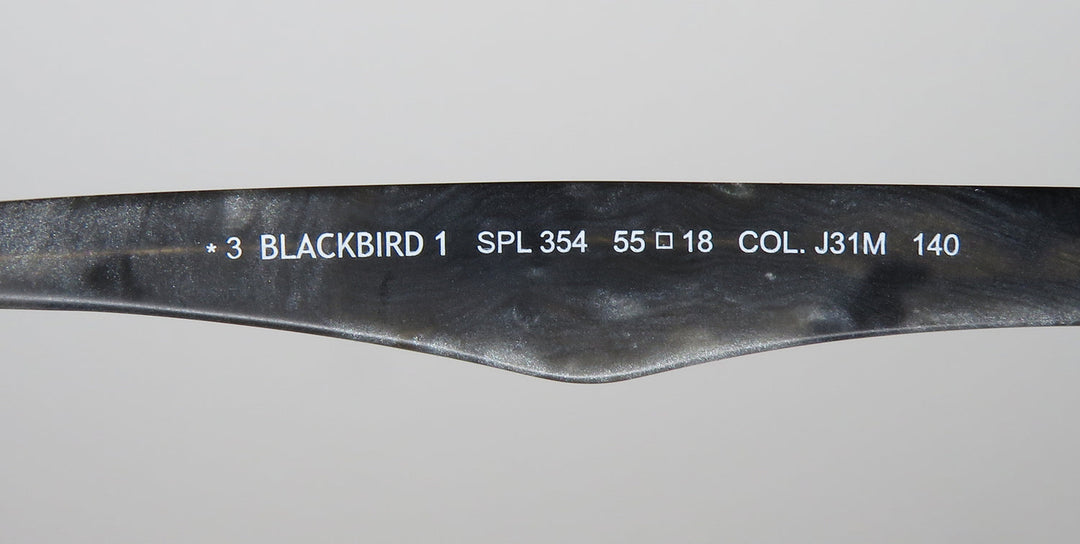 * 3 BLACKBIRD 1 SPL 354 55 □ 18 COL. J31M 140